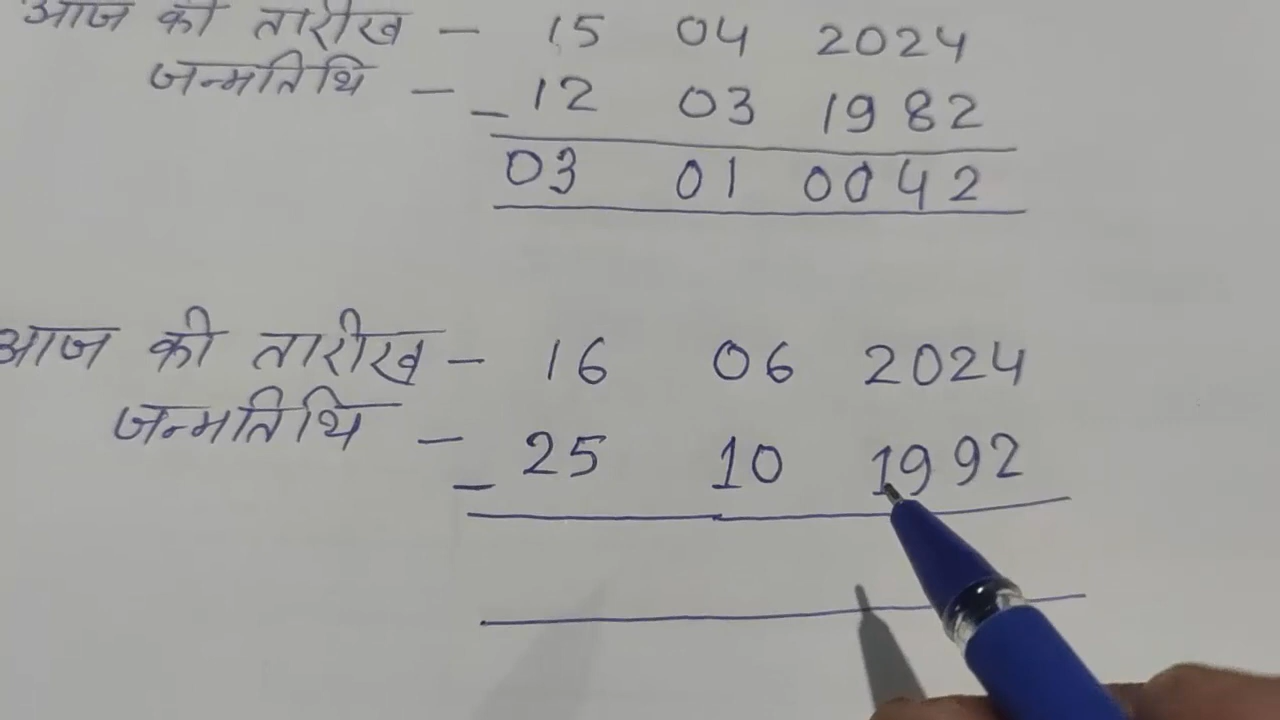 आज की तारीख - 15 04 2024
जन्मतिथि - - 12 03 1982
03 01 0042
आज की तारीख - 16 06 2024
जन्मतिथि - - 25 10 1992